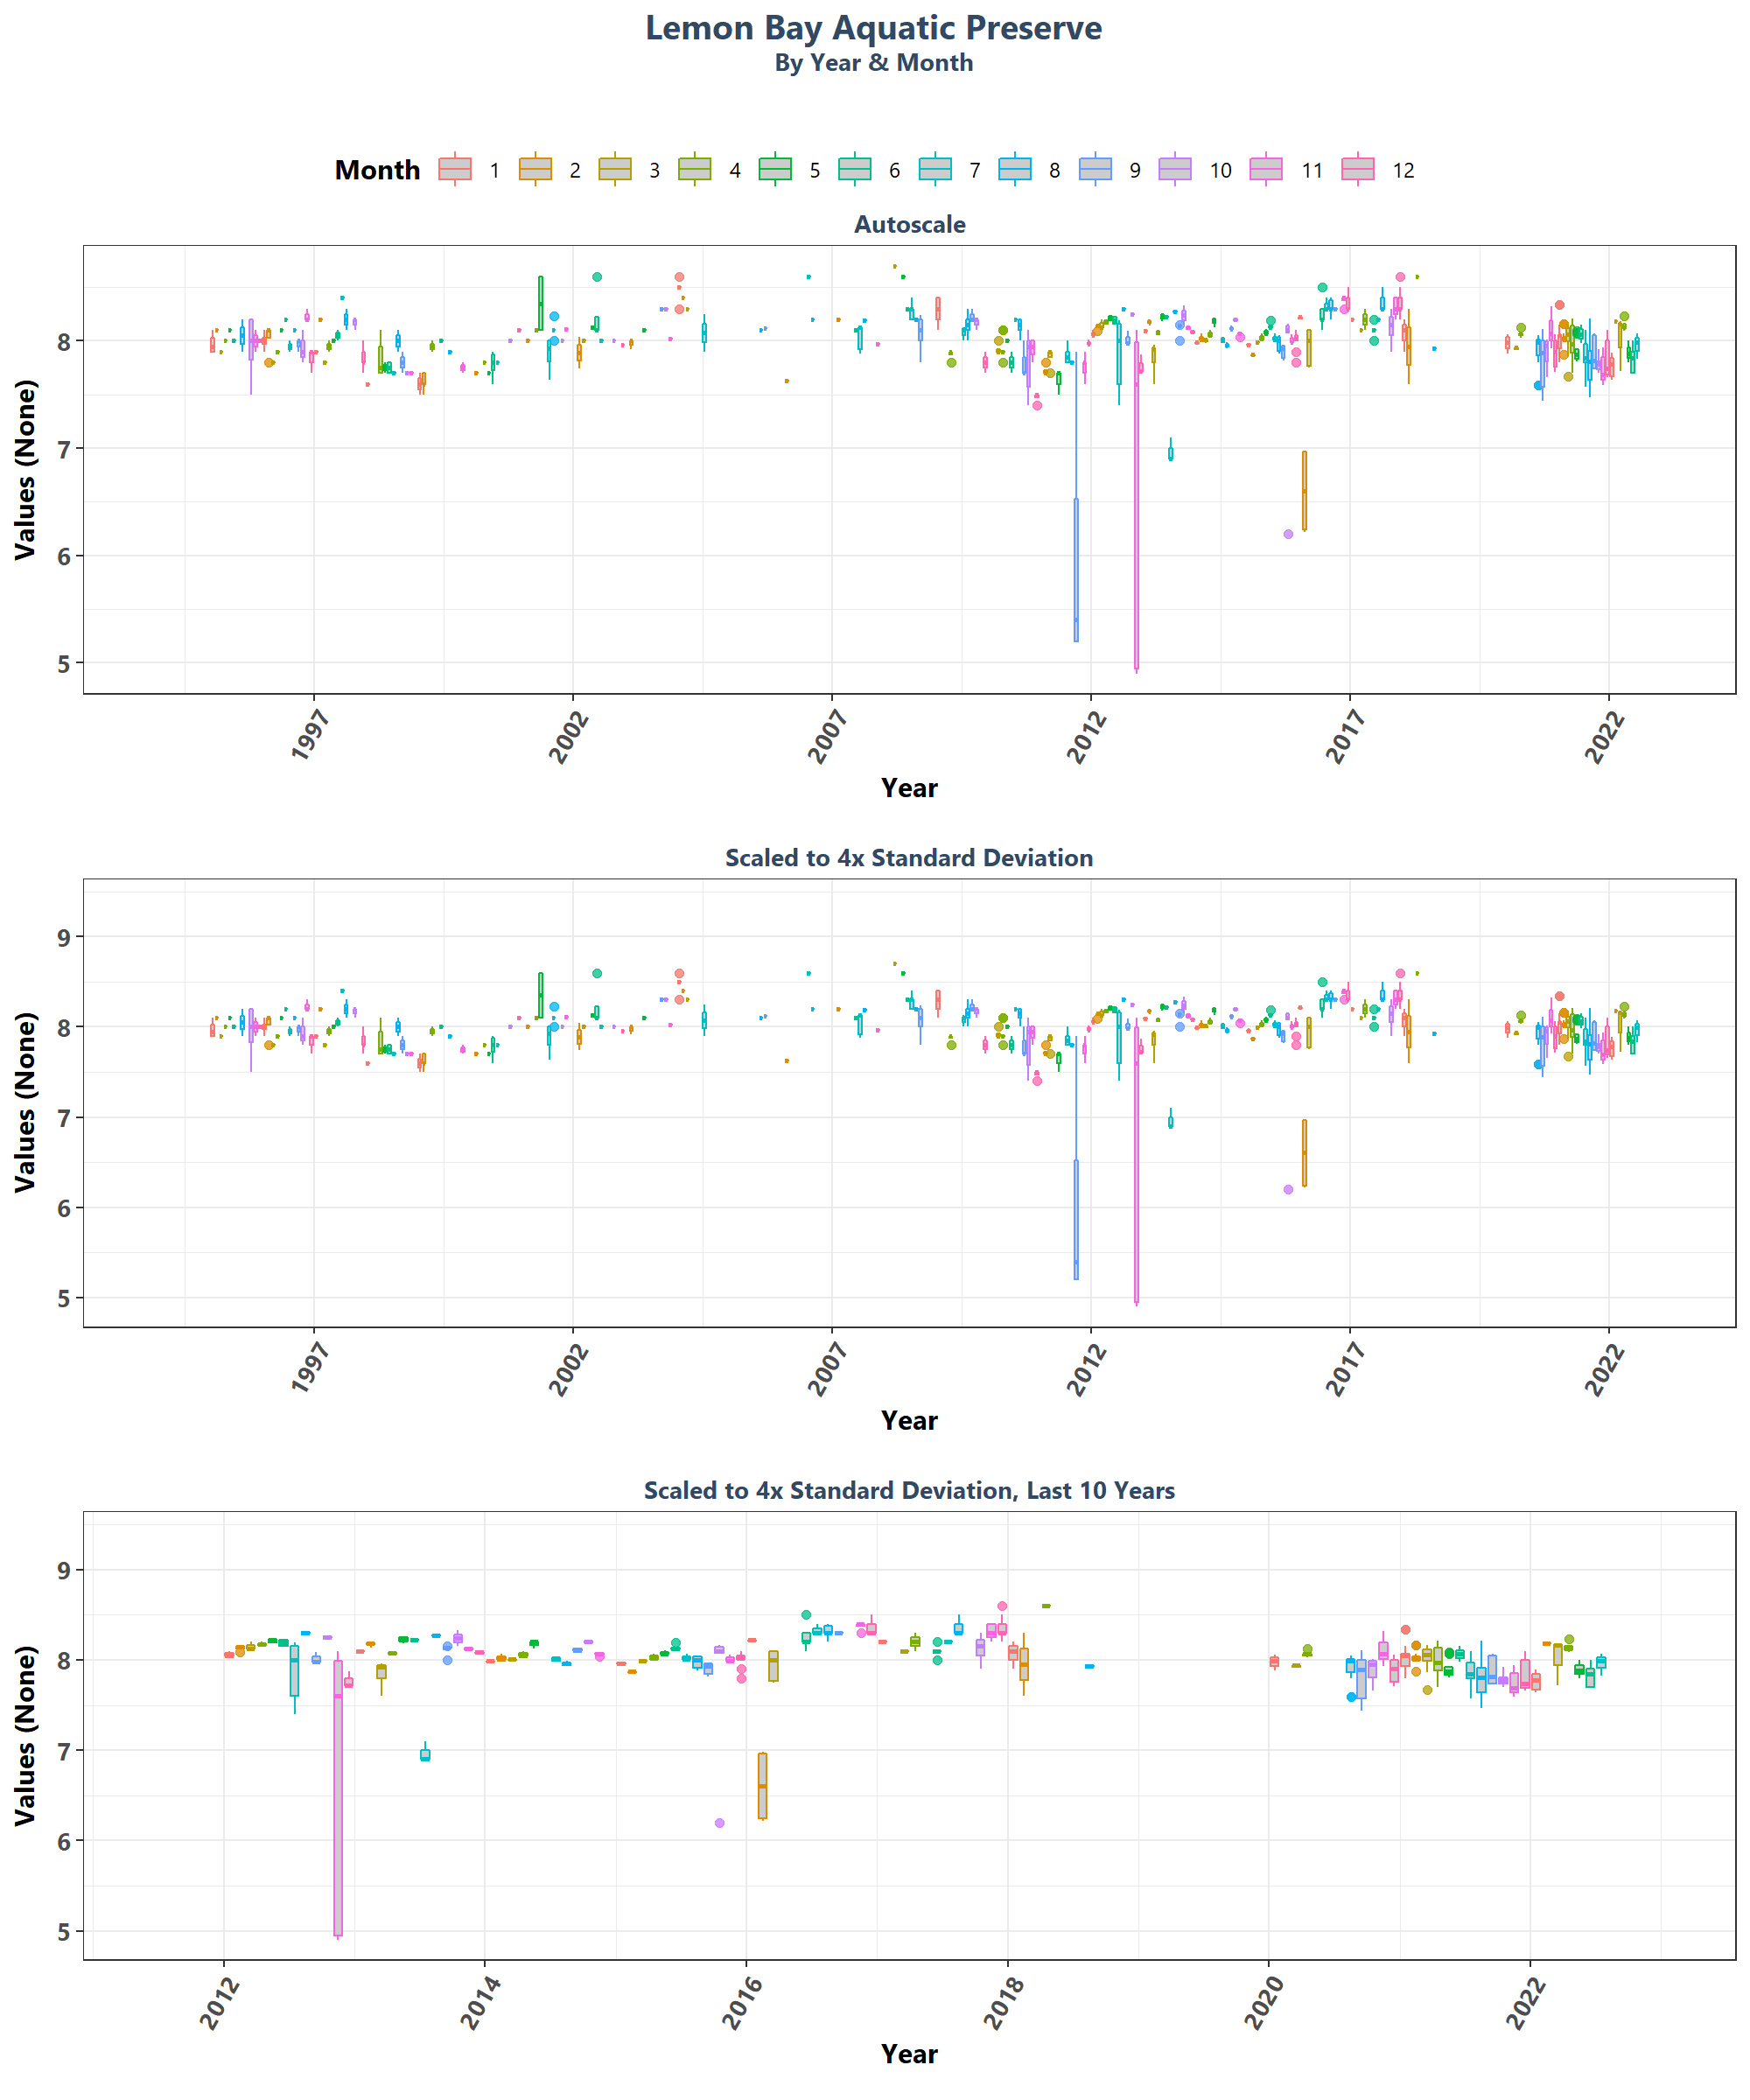 Lemon Bay Aquatic Preserve
By Year & Month
Month 1 2 3 4 5 6 7 8 9 10 11 12
Autoscale
Values (None)
8
7
6
5
1997 2002 2007 2012 2017 2022
Year
Scaled to 4x Standard Deviation
Values (None)
9
8
7
6
5
1997 2002 2007 2012 2017 2022
Year
Scaled to 4x Standard Deviation, Last 10 Years
Values (None)
9
8
7
6
5
2012 2014 2016 2018 2020 2022
Year